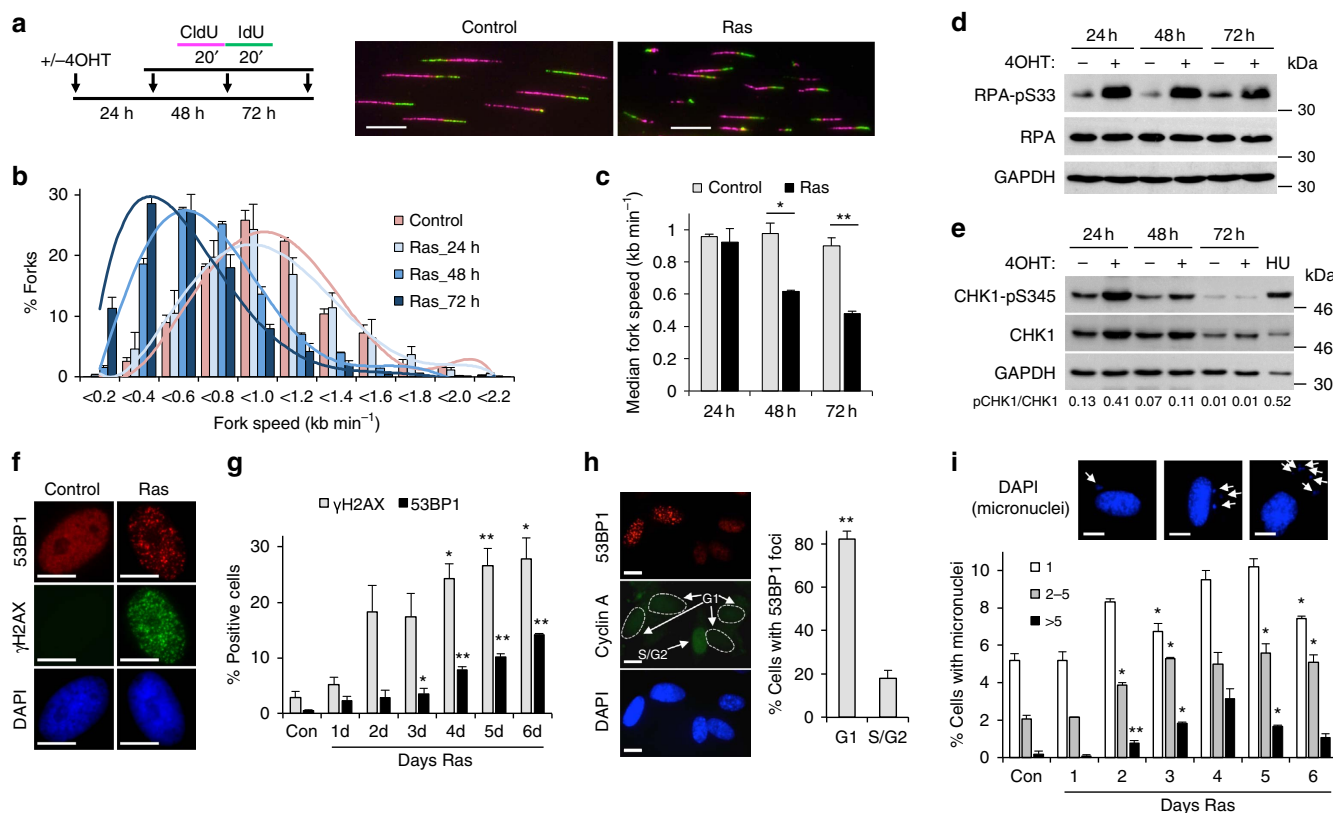 a
CldU IdU
20′ 20′
+/–4OHT
24 h 48 h 72 h
Control Ras
b
30
20
10
0
% Forks
Control
Ras_24 h
Ras_48 h
Ras_72 h
<0.2 <0.4 <0.6 <0.8 <1.0 <1.2 <1.4 <1.6 <1.8 <2.0 <2.2
Fork speed (kb min⁻¹)
c
Control Ras
Median fork speed (kb min⁻¹)
1
0.8
0.6
0.4
0.2
0
* **
24 h 48 h 72 h
d
24 h 48 h 72 h
4OHT: – + – + – + kDa
RPA-pS33
30
RPA
30
GAPDH
30
e
24 h 48 h 72 h
4OHT: – + – + – + HU kDa
CHK1-pS345
46
CHK1
46
GAPDH
30
pCHK1/CHK1 0.13 0.41 0.07 0.11 0.01 0.01 0.52
f
Control Ras
53BP1
γH2AX
DAPI
g
γH2AX 53BP1
% Positive cells
30
20
10
0
* * ** ** ** * **
Con 1d 2d 3d 4d 5d 6d
Days Ras
h
53BP1
Cyclin A
G1
S/G2
DAPI
% Cells with 53BP1 foci
80
60
40
20
0
**
G1 S/G2
i
DAPI
(micronuclei)
1
2–5
>5
% Cells with micronuclei
10
8
6
4
2
0
* ** * * * * * * *
Con 1 2 3 4 5 6
Days Ras